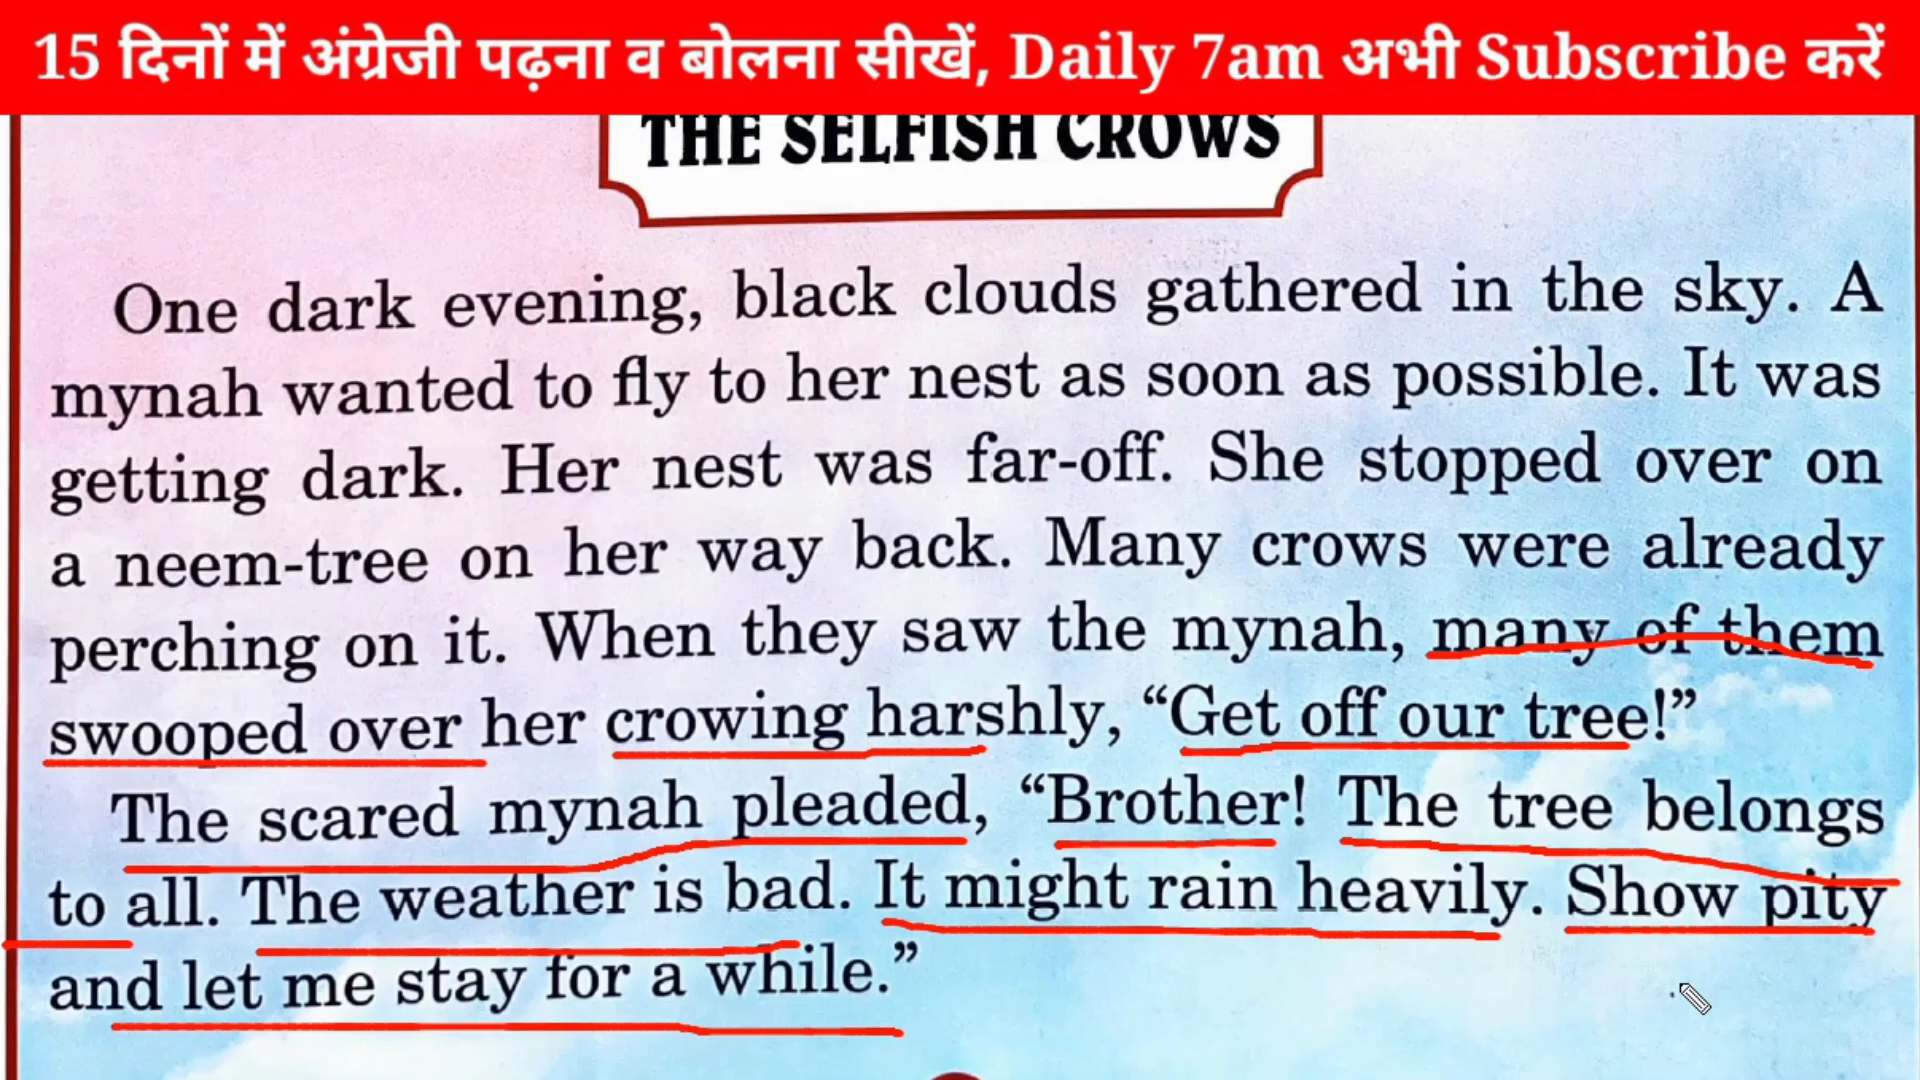 15 दिनों में अंग्रेजी पढ़ना व बोलना सीखें, Daily 7am अभी Subscribe करें
THE SELFISH CROWS
One dark evening, black clouds gathered in the sky. A
mynah wanted to fly to her nest as soon as possible. It was
getting dark. Her nest was far-off. She stopped over on
a neem-tree on her way back. Many crows were already
perching on it. When they saw the mynah, many of them
swooped over her crowing harshly, “Get off our tree!”
The scared mynah pleaded, “Brother! The tree belongs
to all. The weather is bad. It might rain heavily. Show pity
and let me stay for a while.”